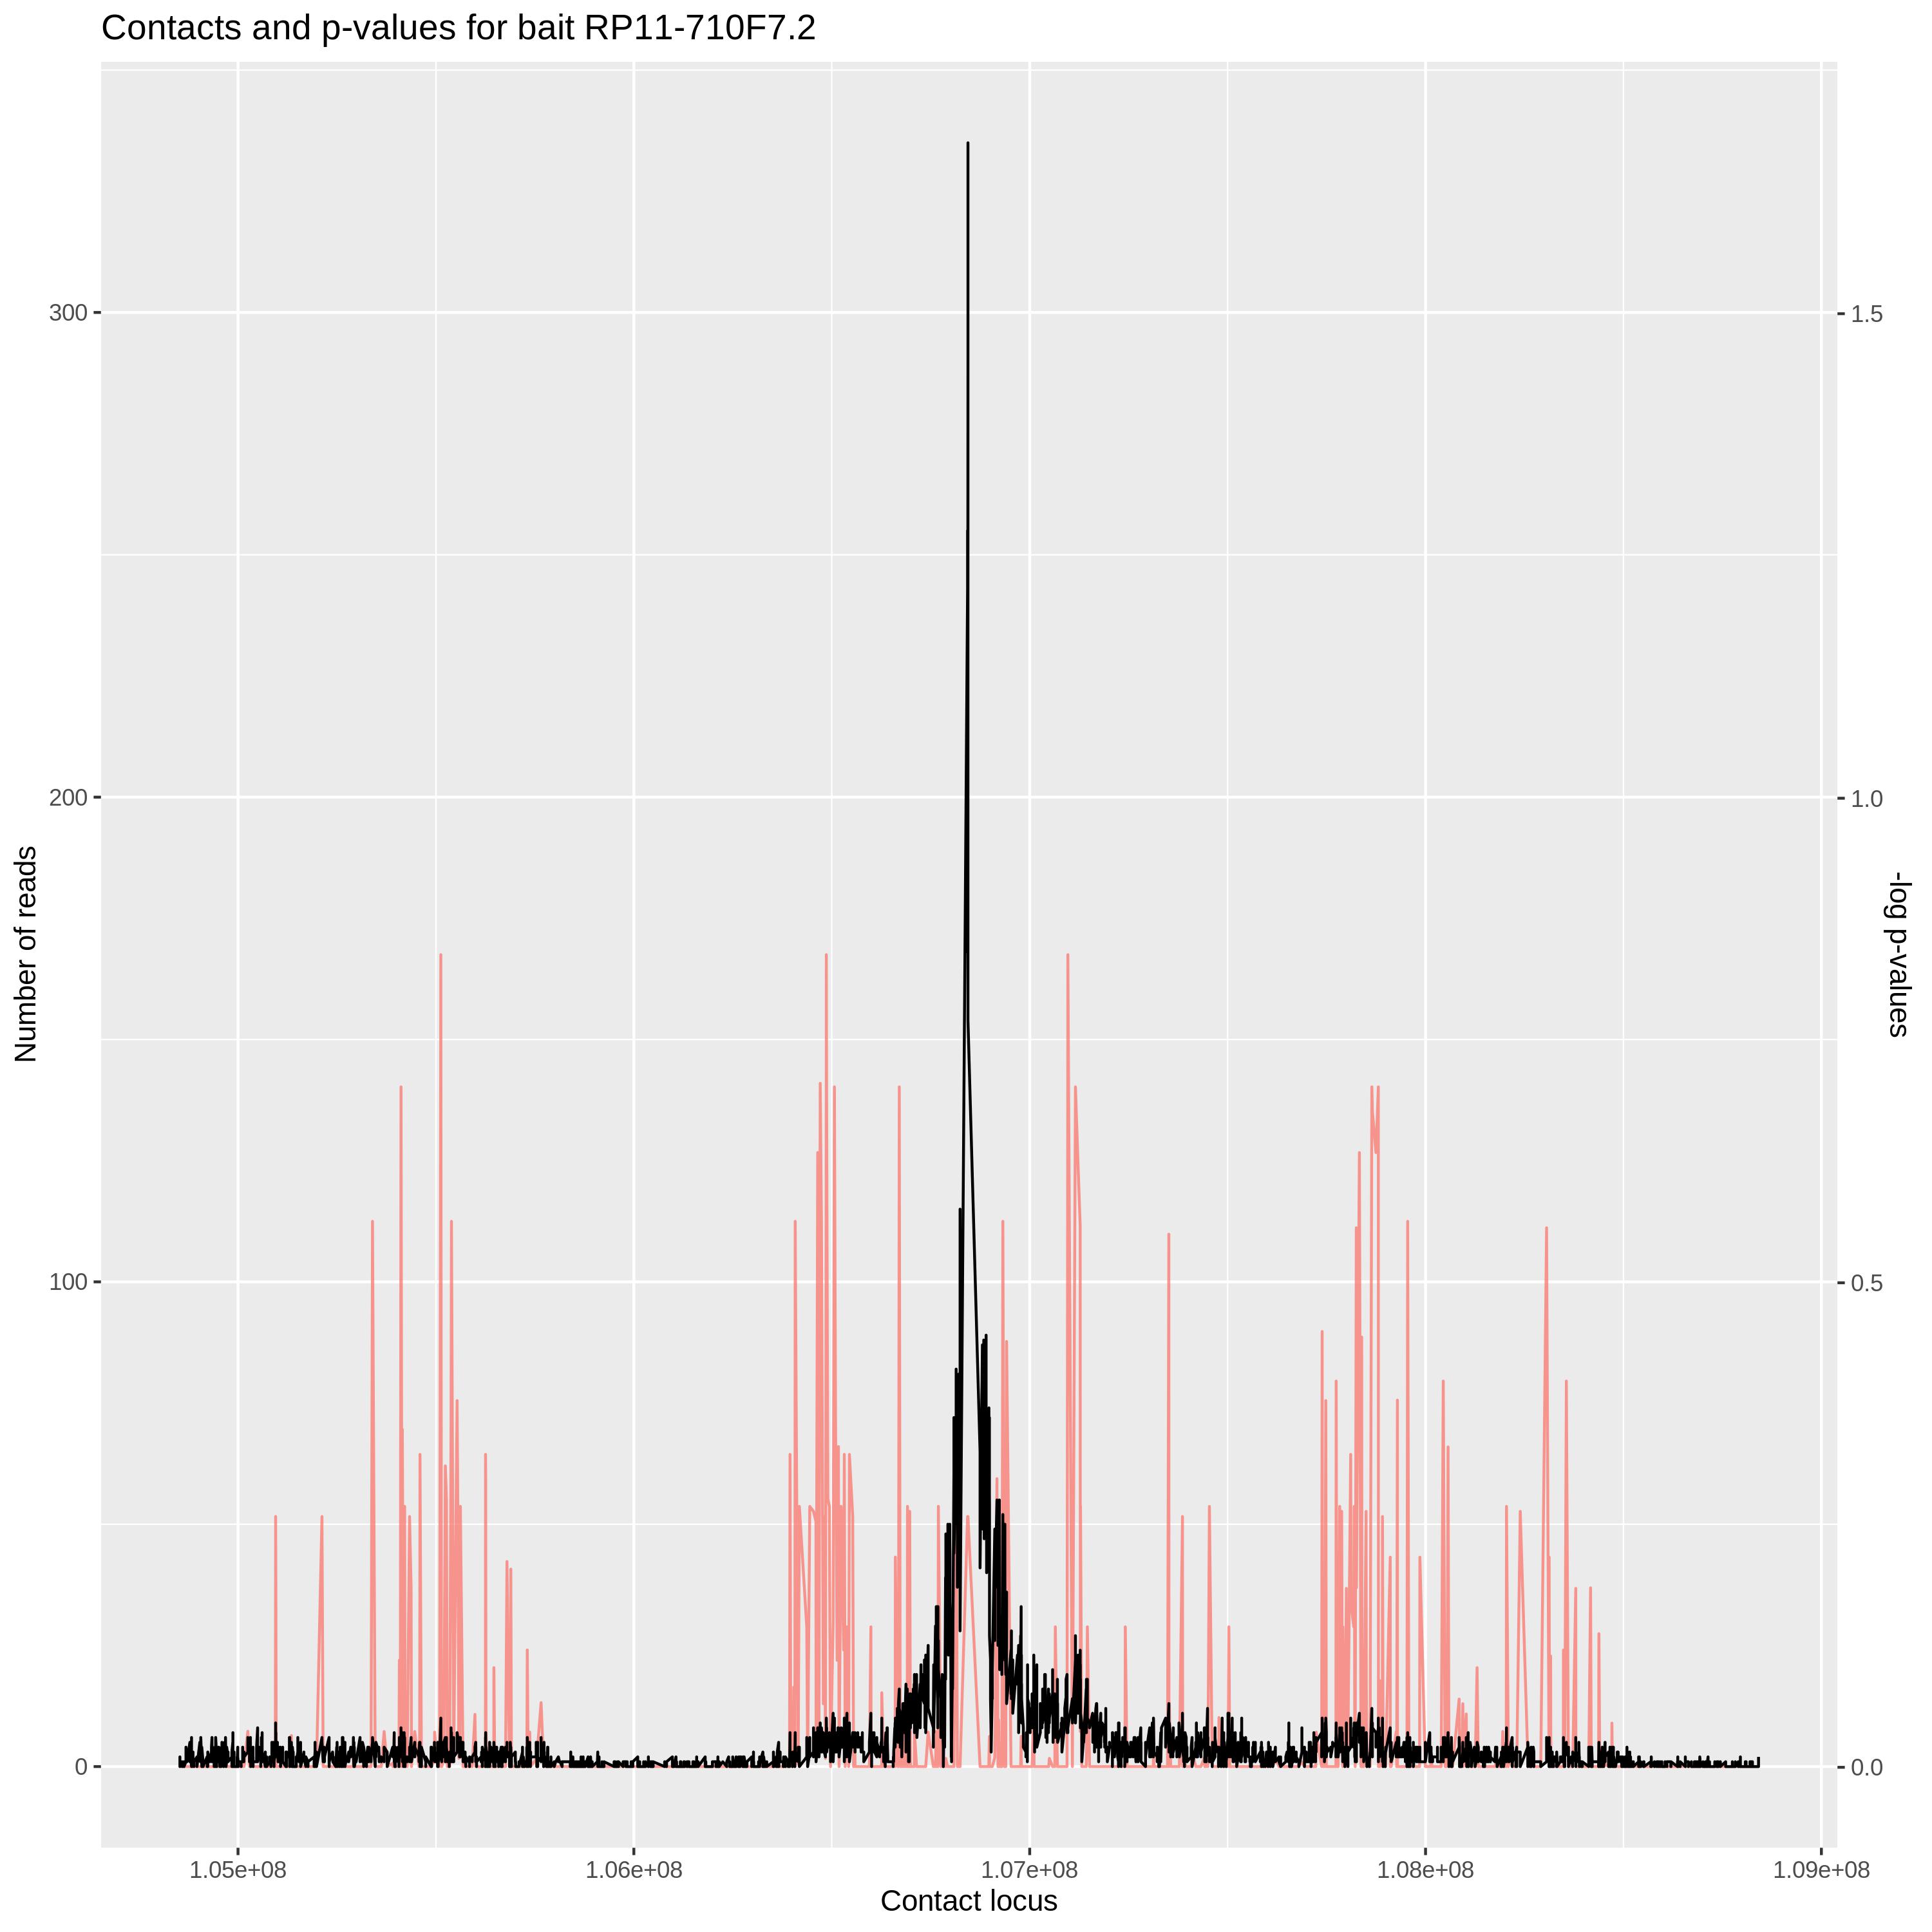 Contacts and p-values for bait RP11-710F7.2
300
200
100
0
1.5
1.0
0.5
0.0
Number of reads
-log p-values
1.05e+08
1.06e+08
1.07e+08
1.08e+08
1.09e+08
Contact locus